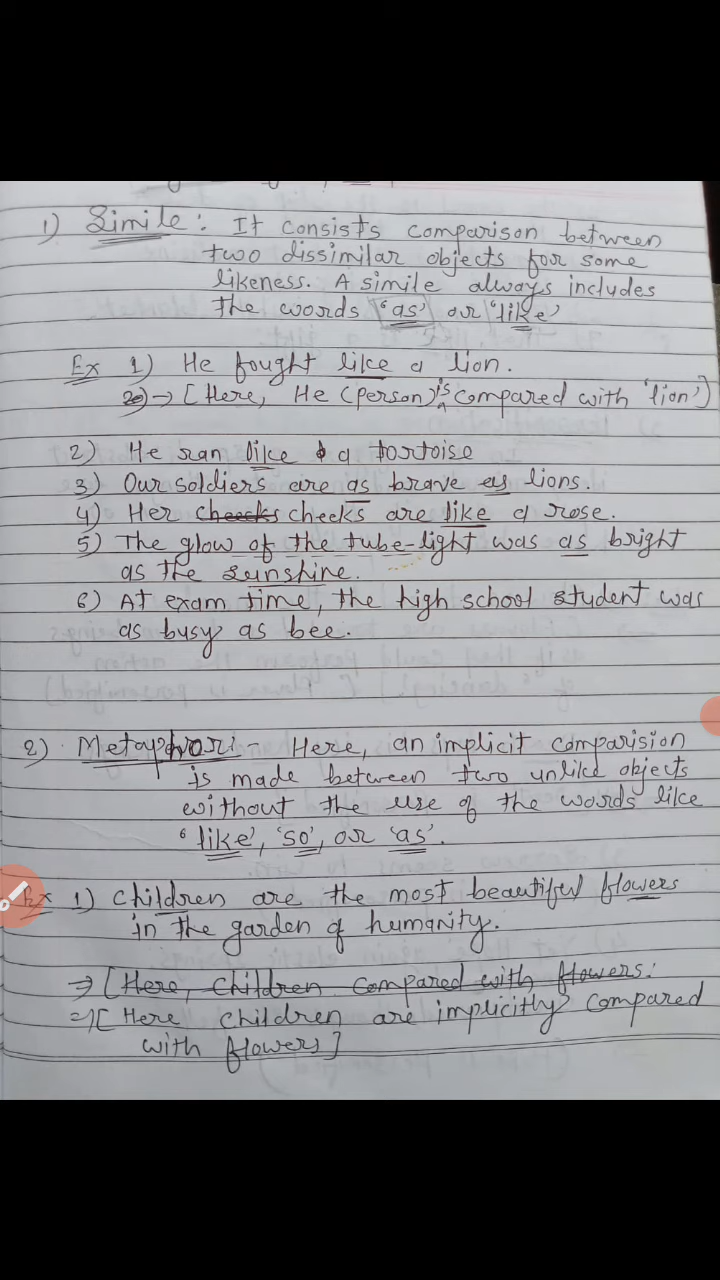 1) Simile: It consists comparison between
two dissimilar objects for some
likeness. A simile always includes
the words 'as' or 'like'
Ex 1) He fought like a lion.
→ [Here, He (person) is compared with 'lion']
2) He ran like a tortoise
3) Our soldiers are as brave as lions.
4) Her cheeks cheeks are like a rose.
5) The glow of the tube-light was as bright
as the sunshine.
6) At exam time, the high school student was
as busy as bee.
2) Metaphor:- Here, an implicit comparision
is made between two unlike objects
without the use of the words like
'like', 'so', or 'as'.
Ex 1) Children are the most beautiful flowers
in the garden of humanity.
⇒ [Here, Children compared with flowers.
⇒ [Here children are implicitly compared
with flowers]